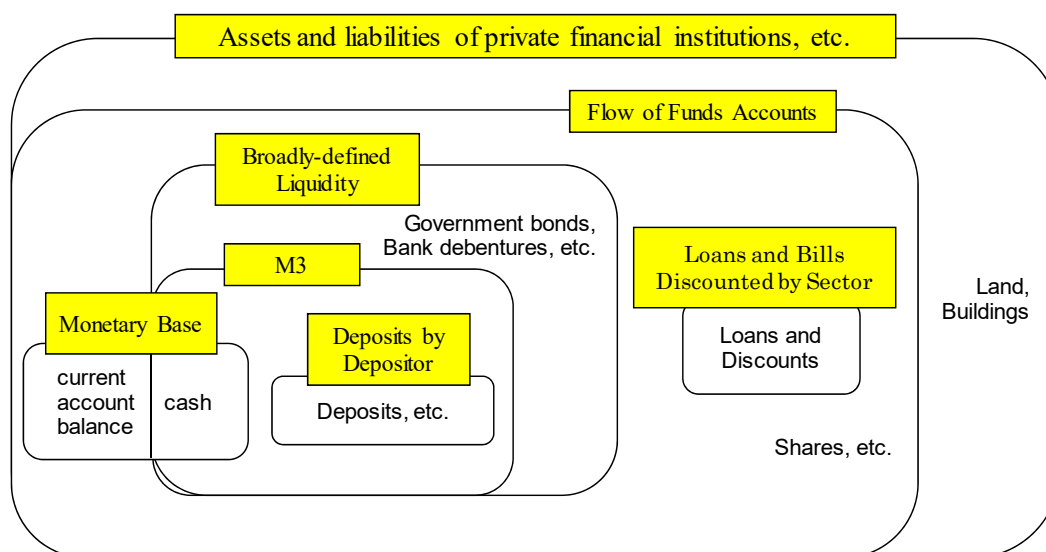 Assets and liabilities of private financial institutions, etc.
Flow of Funds Accounts
Broadly-defined
Liquidity
Government bonds,
Bank debentures, etc.
M3
Loans and Bills
Discounted by Sector
Land,
Buildings
Monetary Base
Deposits by
Depositor
Loans and
Discounts
current
account
balance
cash
Deposits, etc.
Shares, etc.